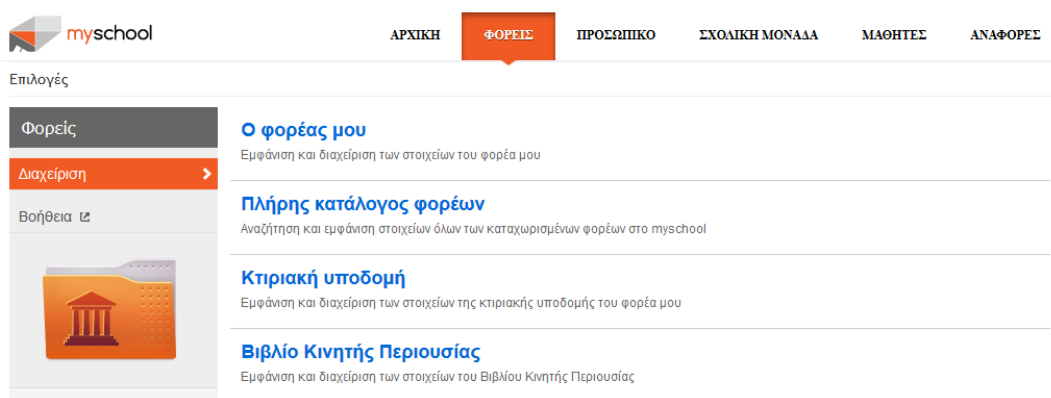 myschool
ΑΡΧΙΚΗ ΦΟΡΕΙΣ ΠΡΟΣΩΠΙΚΟ ΣΧΟΛΙΚΗ ΜΟΝΑΔΑ ΜΑΘΗΤΕΣ ΑΝΑΦΟΡΕΣ
Επιλογές
Φορείς
Διαχείριση
Βοήθεια
Ο φορέας μου
Εμφάνιση και διαχείριση των στοιχείων του φορέα μου
Πλήρης κατάλογος φορέων
Αναζήτηση και εμφάνιση στοιχείων όλων των καταχωρισμένων φορέων στο myschool
Κτιριακή υποδομή
Εμφάνιση και διαχείριση των στοιχείων της κτιριακής υποδομής του φορέα μου
Βιβλίο Κινητής Περιουσίας
Εμφάνιση και διαχείριση των στοιχείων του Βιβλίου Κινητής Περιουσίας